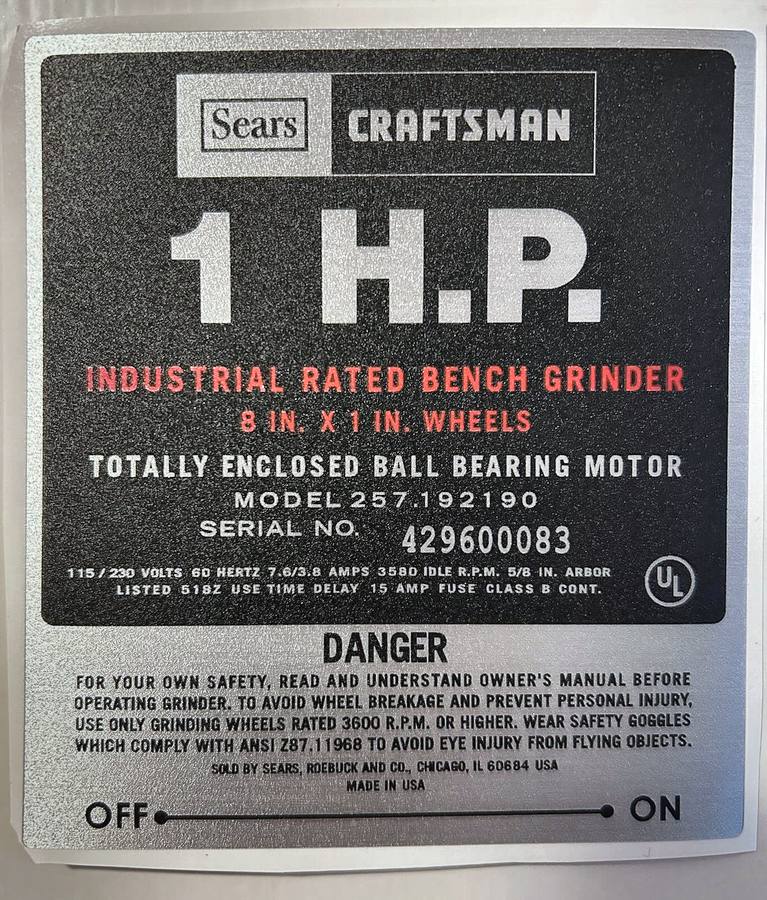 Sears CRAFTSMAN
1 H.P.
INDUSTRIAL RATED BENCH GRINDER
8 IN. X 1 IN. WHEELS
TOTALLY ENCLOSED BALL BEARING MOTOR
MODEL 257.192190
SERIAL NO. 429600083
115/230 VOLTS 60 HERTZ 7.6/3.8 AMPS 3580 IDLE R.P.M. 5/8 IN. ARBOR
LISTED 518Z USE TIME DELAY 15 AMP FUSE CLASS B CONT.
UL
DANGER
FOR YOUR OWN SAFETY, READ AND UNDERSTAND OWNER'S MANUAL BEFORE
OPERATING GRINDER. TO AVOID WHEEL BREAKAGE AND PREVENT PERSONAL INJURY,
USE ONLY GRINDING WHEELS RATED 3600 R.P.M. OR HIGHER. WEAR SAFETY GOGGLES
WHICH COMPLY WITH ANSI Z87.11968 TO AVOID EYE INJURY FROM FLYING OBJECTS.
SOLD BY SEARS, ROEBUCK AND CO., CHICAGO, IL 60684 USA
MADE IN USA
OFF ON